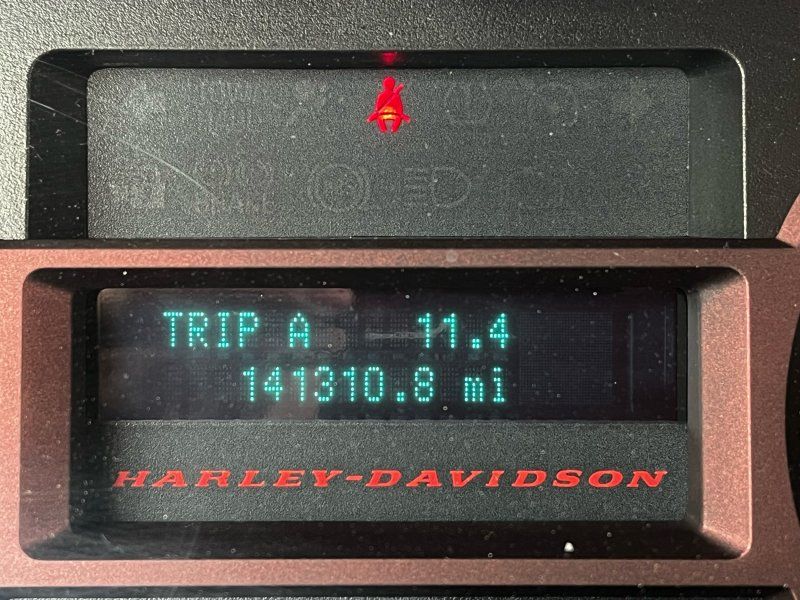 TRIP A 11.4
141310.8 mi
HARLEY-DAVIDSON